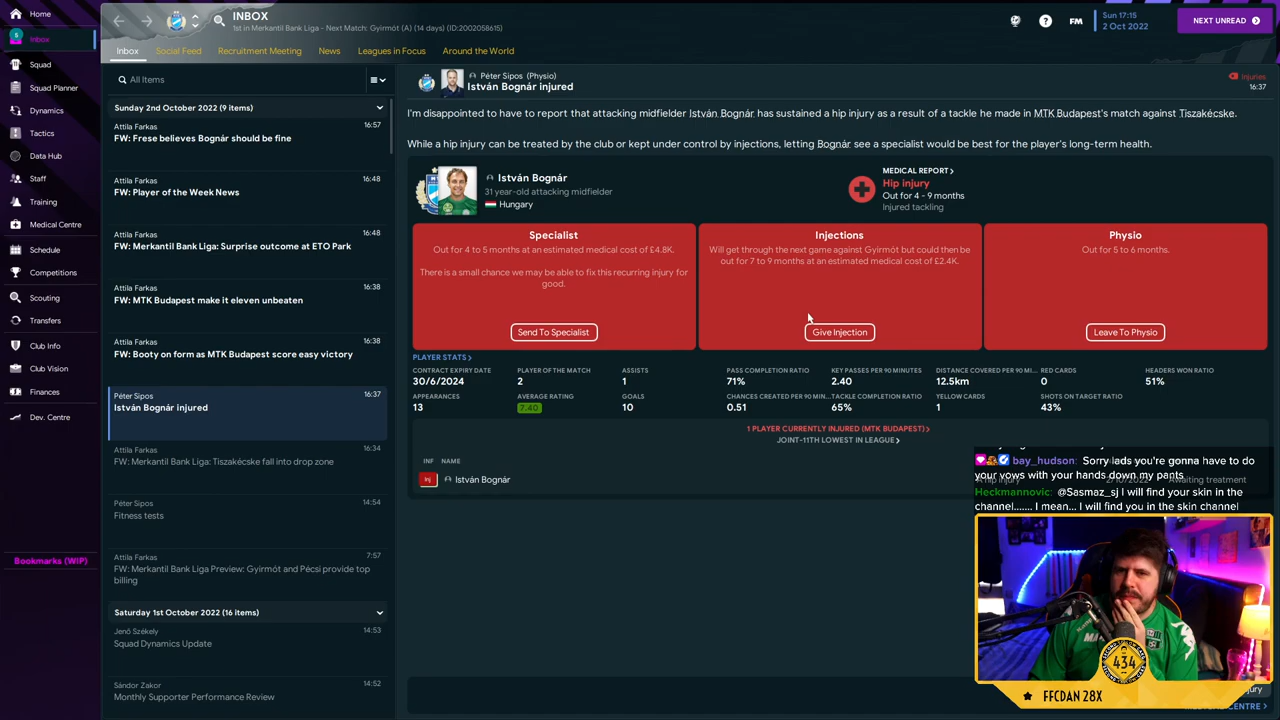 Home
INBOX
1st in Merkantil Bank Liga - Next Match: Gyirmót (A) (14 days) (ID:2002058615)
FM
Sun 17:15
2 Oct 2022
NEXT UNREAD
Inbox
Inbox
Social Feed
Recruitment Meeting
News
Leagues in Focus
Around the World
Squad
Squad Planner
Dynamics
Tactics
Data Hub
Staff
Training
Medical Centre
Schedule
Competitions
Scouting
Transfers
Club Info
Club Vision
Finances
Dev. Centre
Bookmarks (WIP)
All Items
Sunday 2nd October 2022 (9 items)
Attila Farkas 16:57
FW: Frese believes Bognár should be fine
Attila Farkas 16:48
FW: Player of the Week News
Attila Farkas 16:48
FW: Merkantil Bank Liga: Surprise outcome at ETO Park
Attila Farkas 16:38
FW: MTK Budapest make it eleven unbeaten
Attila Farkas 16:38
FW: Booty on form as MTK Budapest score easy victory
Péter Sipos 16:37
István Bognár injured
Attila Farkas 16:34
FW: Merkantil Bank Liga: Tiszakécske fall into drop zone
Péter Sipos 14:54
Fitness tests
Attila Farkas 7:57
FW: Merkantil Bank Liga Preview: Gyirmót and Pécsi provide top
billing
Saturday 1st October 2022 (16 items)
Jenő Székely 14:53
Squad Dynamics Update
Sándor Zakor 14:52
Monthly Supporter Performance Review
Péter Sipos (Physio)
István Bognár injured
Injuries
16:37
I'm disappointed to have to report that attacking midfielder István Bognár has sustained a hip injury as a result of a tackle he made in MTK Budapest's match against Tiszakécske.
While a hip injury can be treated by the club or kept under control by injections, letting Bognár see a specialist would be best for the player's long-term health.
István Bognár
31 year-old attacking midfielder
Hungary
MEDICAL REPORT
Hip injury
Out for 4 - 9 months
Injured tackling
Specialist
Out for 4 to 5 months at an estimated medical cost of £4.8K.
There is a small chance we may be able to fix this recurring injury for
good.
Send To Specialist
Injections
Will get through the next game against Gyirmót but could then be
out for 7 to 9 months at an estimated medical cost of £2.4K.
Give Injection
Physio
Out for 5 to 6 months.
Leave To Physio
PLAYER STATS
CONTRACT EXPIRY DATE
30/6/2024
PLAYER OF THE MATCH
2
ASSISTS
1
PASS COMPLETION RATIO
71%
KEY PASSES PER 90 MINUTES
2.40
DISTANCE COVERED PER 90 MI...
12.5km
RED CARDS
0
HEADERS WON RATIO
51%
APPEARANCES
13
AVERAGE RATING
7.40
GOALS
10
CHANCES CREATED PER 90 MIN...
0.51
TACKLE COMPLETION RATIO
65%
YELLOW CARDS
1
SHOTS ON TARGET RATIO
43%
1 PLAYER CURRENTLY INJURED (MTK BUDAPEST)
JOINT-11TH LOWEST IN LEAGUE
INF NAME
Inj István Bognár
Awaiting treatment
bay_hudson: Sorry lads you're gonna have to do
your vows with your hands down my pants
Heckmannovic: @Sasmaz_sj I will find your skin in the
channel....... I mean... I will find you in the skin channel
434
FFCDAN 28X